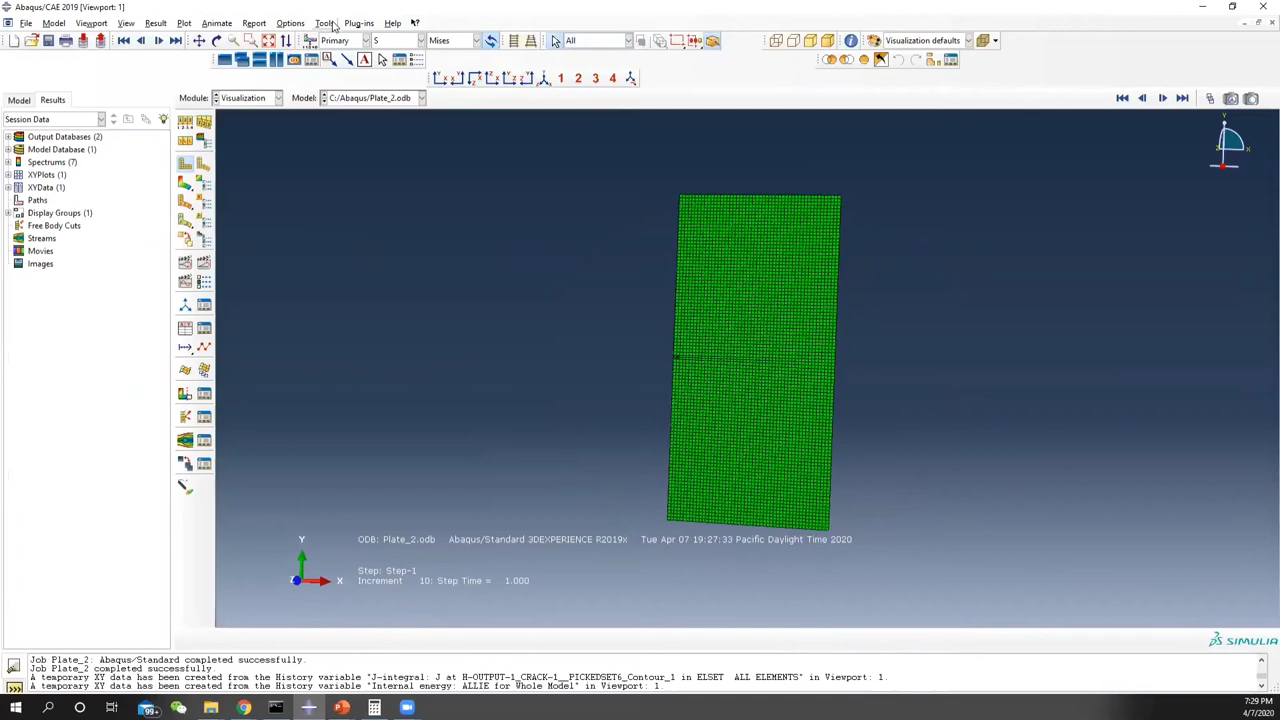 Abaqus/CAE 2019 [Viewport: 1]
File Model Viewport View Result Plot Animate Report Options Tools Plug-ins Help
Primary S Mises All Visualization defaults
1 2 3 4
Model Results Module: Visualization Model: C:/Abaqus/Plate_2.odb
Session Data
Output Databases (2)
Model Database (1)
Spectrums (7)
XYPlots (1)
XYData (1)
Paths
Display Groups (1)
Free Body Cuts
Streams
Movies
Images
Y
Z X
Y
Z X
ODB: Plate_2.odb Abaqus/Standard 3DEXPERIENCE R2019x Tue Apr 07 19:27:33 Pacific Daylight Time 2020
Step: Step-1
Increment 10: Step Time = 1.000
SIMULIA
Job Plate_2: Abaqus/Standard completed successfully.
Job Plate_2 completed successfully.
A temporary XY data has been created from the History variable "J-integral: J at H-OUTPUT-1_CRACK-1__PICKEDSET6_Contour_1 in ELSET  ALL ELEMENTS" in Viewport: 1.
A temporary XY data has been created from the History variable "Internal energy: ALLIE for Whole Model" in Viewport: 1.
99+
7:29 PM
4/7/2020